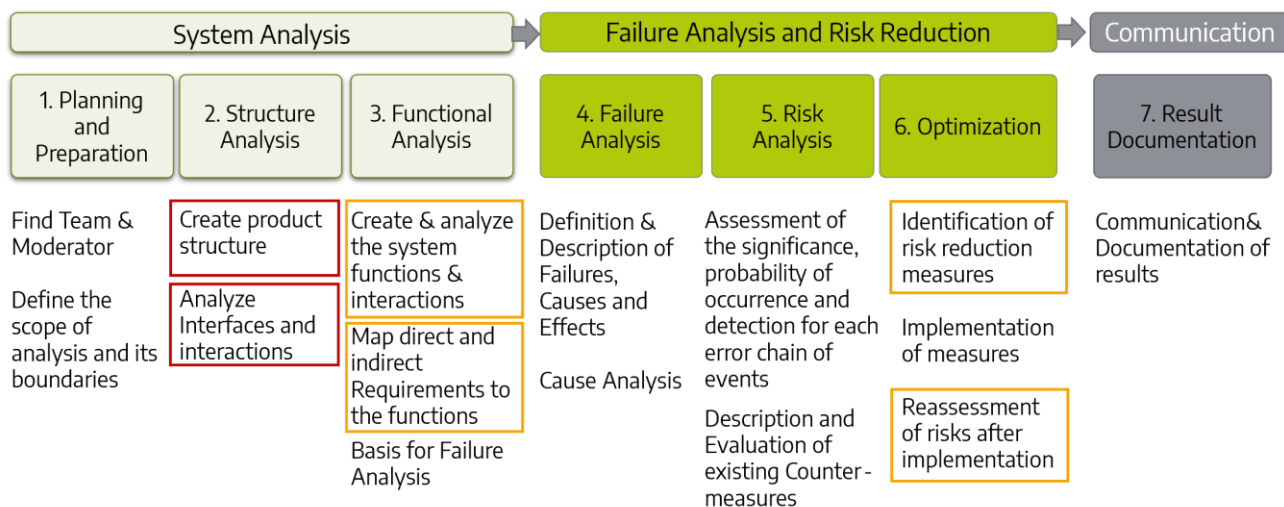 System Analysis
Failure Analysis and Risk Reduction
Communication
1. Planning
and
Preparation
2. Structure
Analysis
3. Functional
Analysis
4. Failure
Analysis
5. Risk
Analysis
6. Optimization
7. Result
Documentation
Find Team &
Moderator
Define the
scope of
analysis and its
boundaries
Create product
structure
Analyze
Interfaces and
interactions
Create & analyze
the system
functions &
interactions
Map direct and
indirect
Requirements to
the functions
Basis for Failure
Analysis
Definition &
Description of
Failures,
Causes and
Effects
Cause Analysis
Assessment of
the significance,
probability of
occurrence and
detection for each
error chain of
events
Description and
Evaluation of
existing Counter-
measures
Identification of
risk reduction
measures
Implementation
of measures
Reassessment
of risks after
implementation
Communication&
Documentation of
results